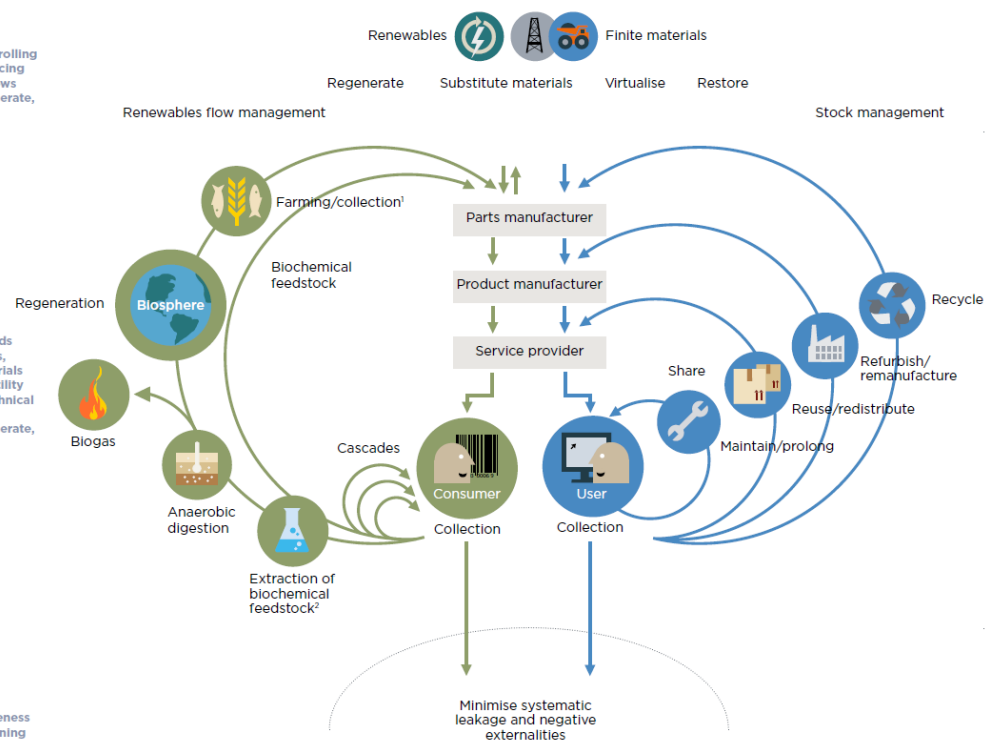 Renewables
Finite materials
Regenerate
Substitute materials
Virtualise
Restore
Renewables flow management
Stock management
Farming/collection¹
Biochemical
feedstock
Regeneration
Biosphere
Biogas
Anaerobic
digestion
Extraction of
biochemical
feedstock²
Cascades
Parts manufacturer
Product manufacturer
Service provider
Consumer
Collection
User
Collection
Share
Maintain/prolong
Reuse/redistribute
Refurbish/
remanufacture
Recycle
11
11
Minimise systematic
leakage and negative
externalities